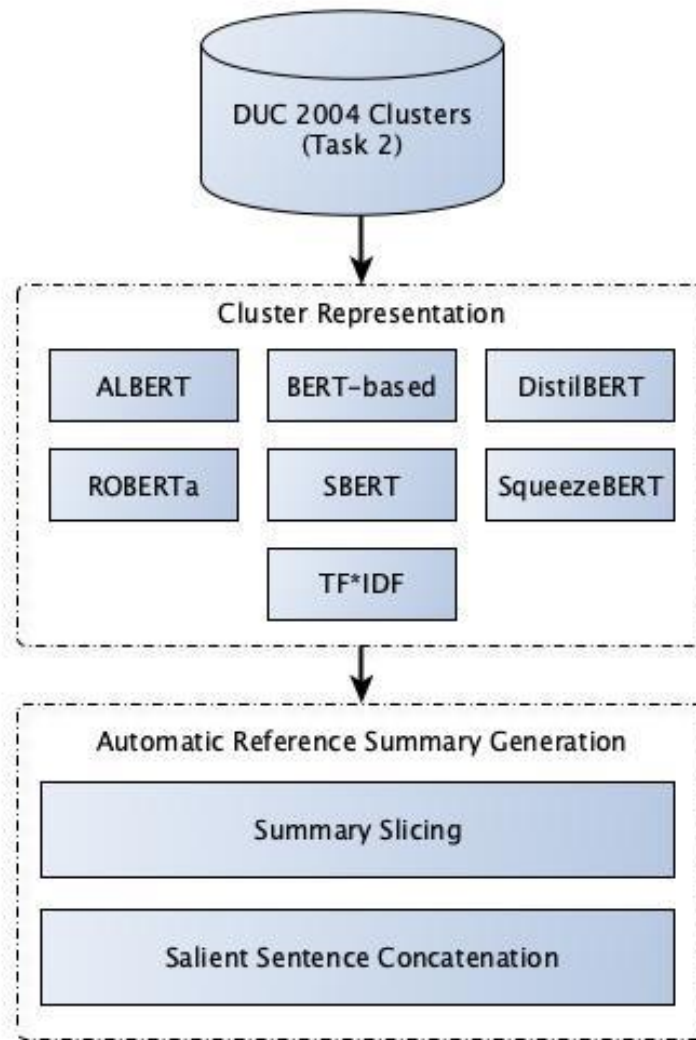 DUC 2004 Clusters
(Task 2)
Cluster Representation
ALBERT
BERT-based
DistilBERT
ROBERTa
SBERT
SqueezeBERT
TF*IDF
Automatic Reference Summary Generation
Summary Slicing
Salient Sentence Concatenation